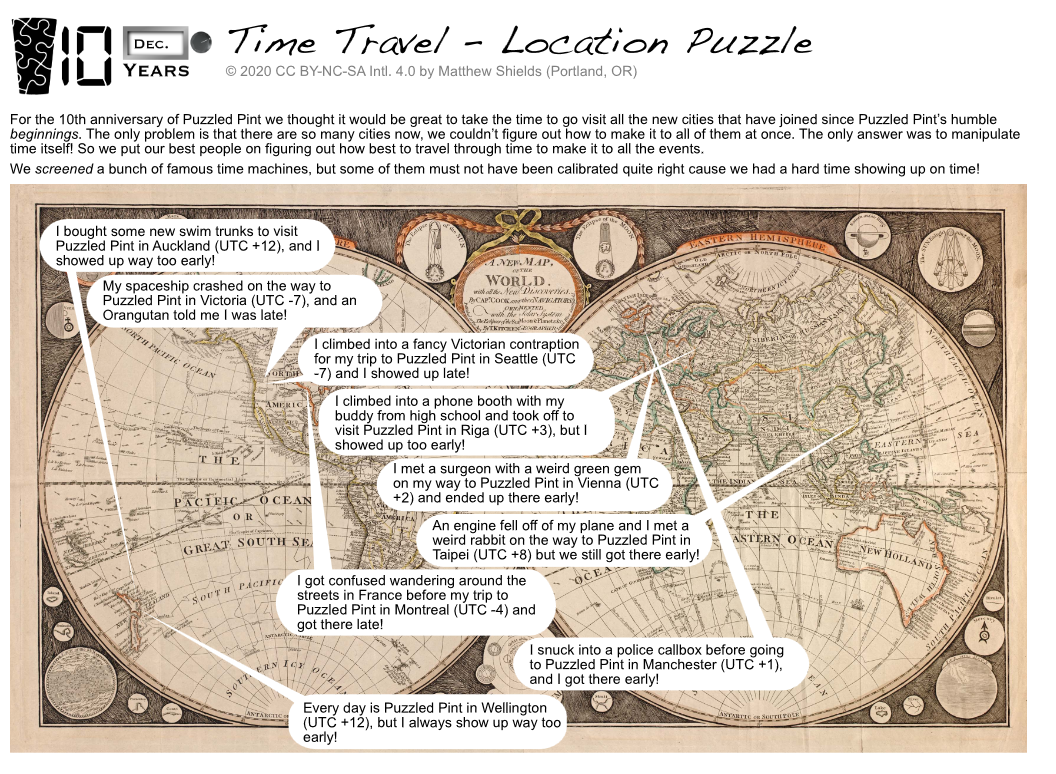 10
Dec.
YEARS
Time Travel - Location Puzzle
© 2020 CC BY-NC-SA Intl. 4.0 by Matthew Shields (Portland, OR)
For the 10th anniversary of Puzzled Pint we thought it would be great to take the time to go visit all the new cities that have joined since Puzzled Pint's humble
beginnings. The only problem is that there are so many cities now, we couldn't figure out how to make it to all of them at once. The only answer was to manipulate
time itself! So we put our best people on figuring out how best to travel through time to make it to all the events.
We screened a bunch of famous time machines, but some of them must not have been calibrated quite right cause we had a hard time showing up on time!
I bought some new swim trunks to visit
Puzzled Pint in Auckland (UTC +12), and I
showed up way too early!
My spaceship crashed on the way to
Puzzled Pint in Victoria (UTC -7), and an
Orangutan told me I was late!
I climbed into a fancy Victorian contraption
for my trip to Puzzled Pint in Seattle (UTC
-7) and I showed up late!
I climbed into a phone booth with my
buddy from high school and took off to
visit Puzzled Pint in Riga (UTC +3), but I
showed up too early!
I met a surgeon with a weird green gem
on my way to Puzzled Pint in Vienna (UTC
+2) and ended up there early!
An engine fell off of my plane and I met a
weird rabbit on the way to Puzzled Pint in
Taipei (UTC +8) but we still got there early!
I got confused wandering around the
streets in France before my trip to
Puzzled Pint in Montreal (UTC -4) and
got there late!
I snuck into a police callbox before going
to Puzzled Pint in Manchester (UTC +1),
and I got there early!
Every day is Puzzled Pint in Wellington
(UTC +12), but I always show up way too
early!
A NEW MAP,
OF THE
WORLD,
with all the New Discoveries
By CAPT. COOK, and other NAVIGATORS
EASTERN HEMISPHERE
NORTH PACIFIC OCEAN
AMERIC
THE
PACIFIC OCEAN
OR
GREAT SOUTH SEA
SOUTH PACIFIC
SIBERIA
EASTERN
SEA
THE
EASTERN OCEAN
NEW HOLLAND
SOUTH PACIFIC
ANTARCTIC or SOUTH POLE